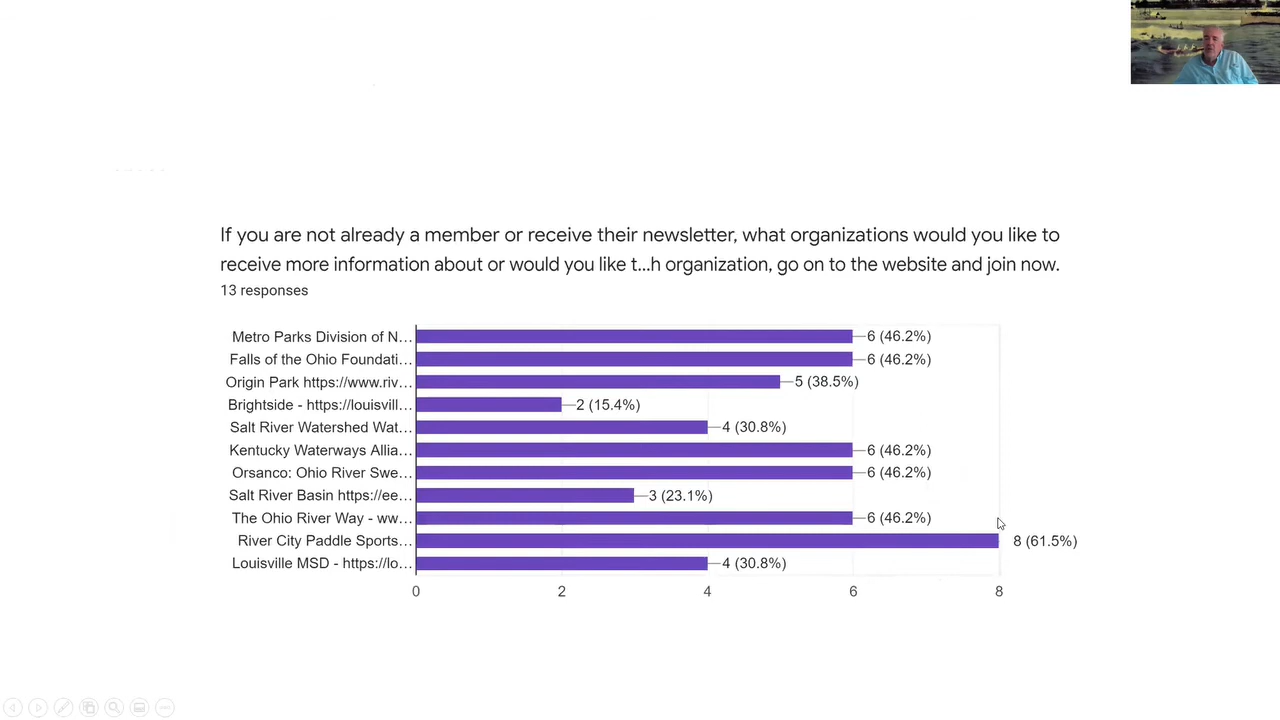 If you are not already a member or receive their newsletter, what organizations would you like to
receive more information about or would you like t...h organization, go on to the website and join now.
13 responses
Metro Parks Division of N... 6 (46.2%)
Falls of the Ohio Foundati... 6 (46.2%)
Origin Park https://www.riv... 5 (38.5%)
Brightside - https://louisvill... 2 (15.4%)
Salt River Watershed Wat... 4 (30.8%)
Kentucky Waterways Allia... 6 (46.2%)
Orsanco: Ohio River Swe... 6 (46.2%)
Salt River Basin https://ee... 3 (23.1%)
The Ohio River Way - ww... 6 (46.2%)
River City Paddle Sports... 8 (61.5%)
Louisville MSD - https://lo... 4 (30.8%)
0 2 4 6 8